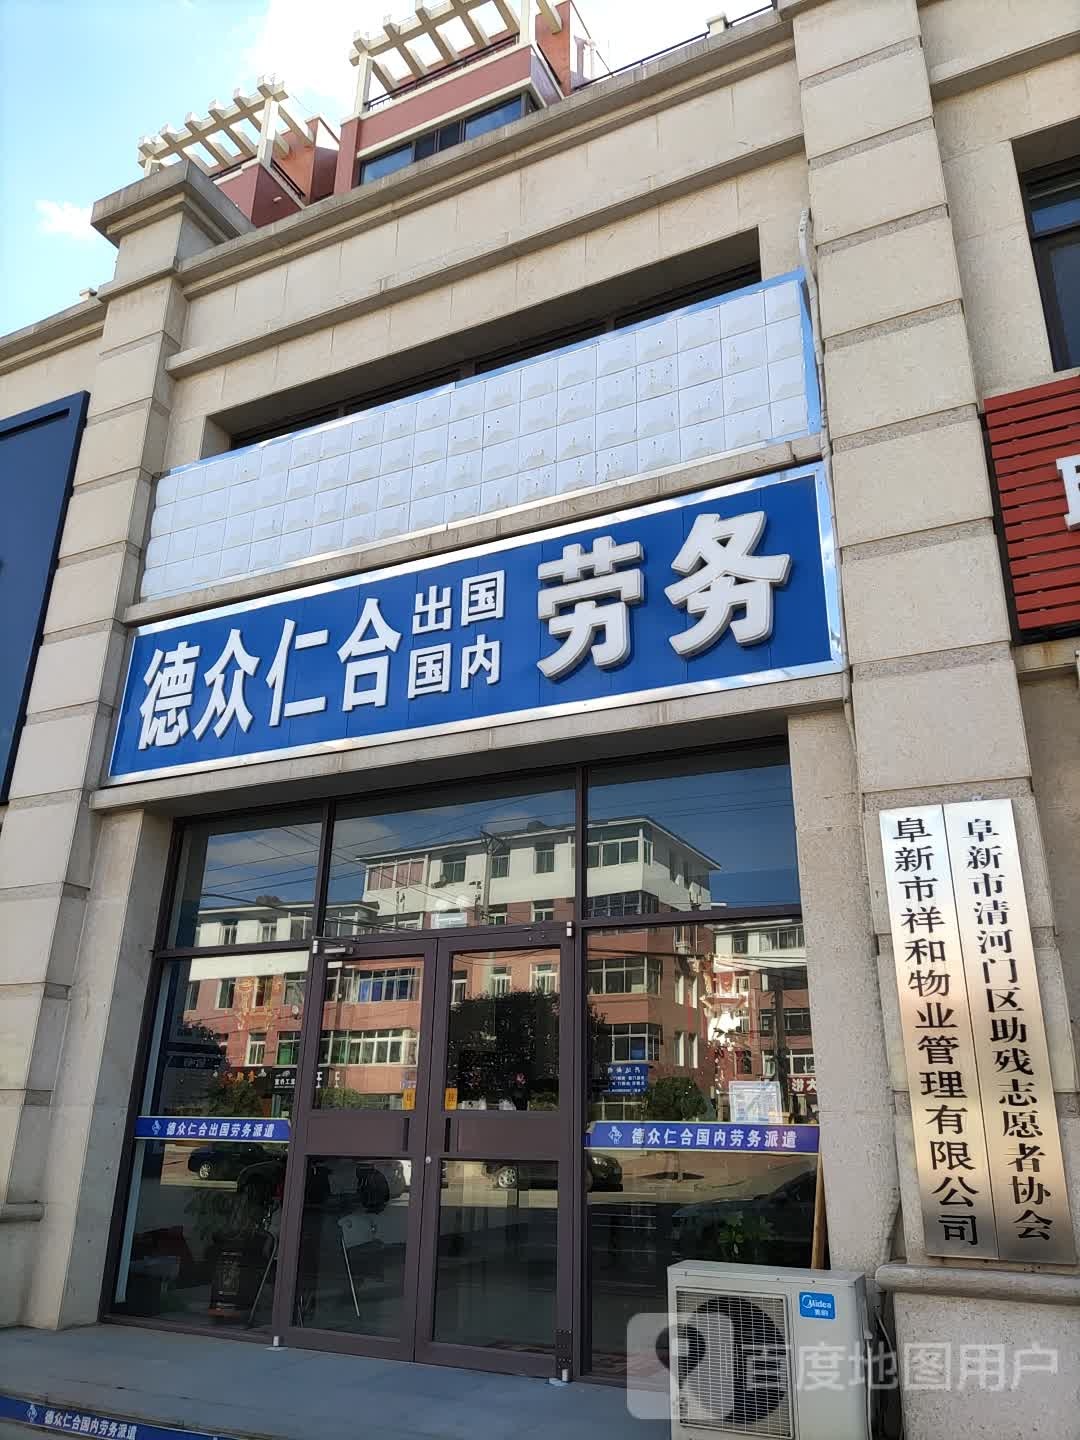 德众仁合出国国内劳务
阜新市祥和物业管理有限公司
阜新市清河门区助残志愿者协会
德众仁合出国劳务派遣
德众仁合国内劳务派遣
Midea
美的
德众仁合国内劳务派遣
百度地图用户